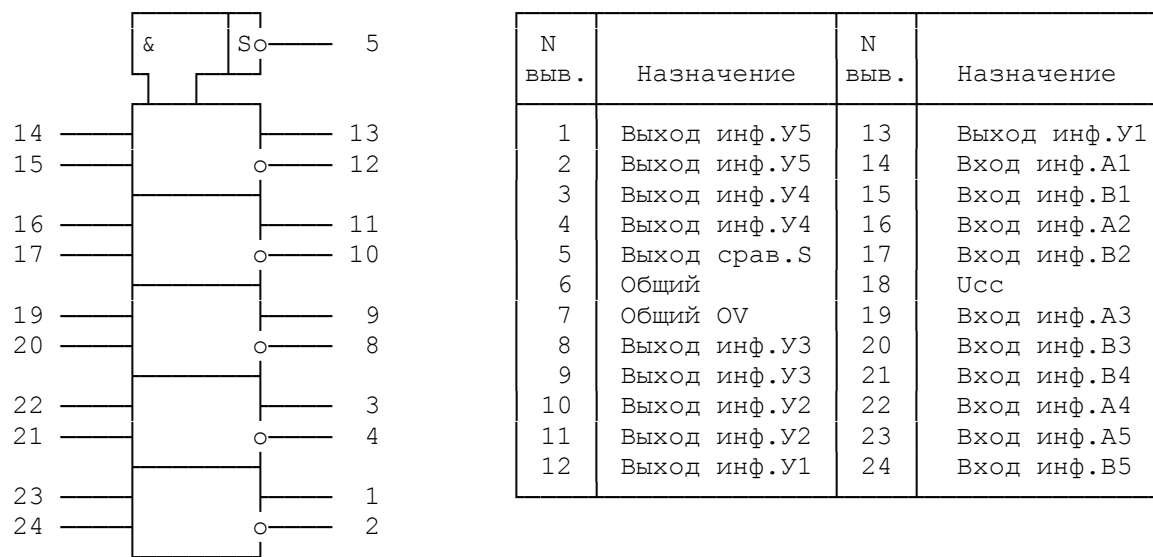 & S 5
14 13
15 12
16 11
17 10
19 9
20 8
22 3
21 4
23 1
24 2
N N
выв. Назначение выв. Назначение
1 Выход инф.У5 13 Выход инф.У1
2 Выход инф.У5 14 Вход инф.А1
3 Выход инф.У4 15 Вход инф.В1
4 Выход инф.У4 16 Вход инф.А2
5 Выход срав.S 17 Вход инф.В2
6 Общий 18 Ucc
7 Общий OV 19 Вход инф.А3
8 Выход инф.У3 20 Вход инф.В3
9 Выход инф.У3 21 Вход инф.В4
10 Выход инф.У2 22 Вход инф.А4
11 Выход инф.У2 23 Вход инф.А5
12 Выход инф.У1 24 Вход инф.В5